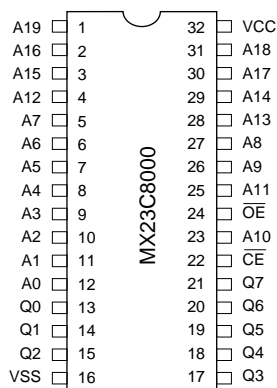 A19 1 32 VCC
A16 2 31 A18
A15 3 30 A17
A12 4 29 A14
A7 5 28 A13
A6 6 27 A8
A5 7 26 A9
A4 8 25 A11
A3 9 24 O̅E̅
A2 10 23 A10
A1 11 22 C̅E̅
A0 12 21 Q7
Q0 13 20 Q6
Q1 14 19 Q5
Q2 15 18 Q4
VSS 16 17 Q3
MX23C8000